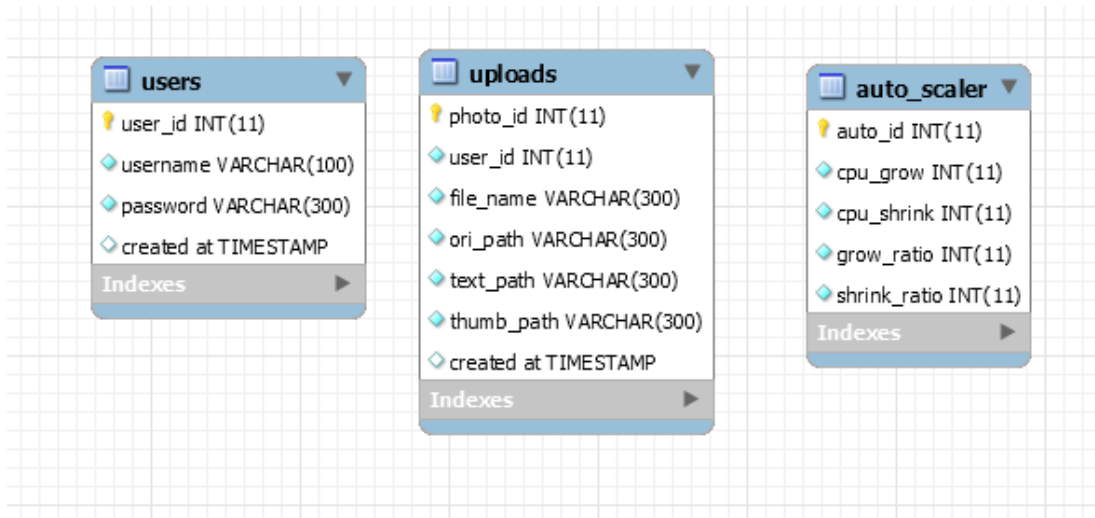 users
user_id INT(11)
username VARCHAR(100)
password VARCHAR(300)
created at TIMESTAMP
Indexes
uploads
photo_id INT(11)
user_id INT(11)
file_name VARCHAR(300)
ori_path VARCHAR(300)
text_path VARCHAR(300)
thumb_path VARCHAR(300)
created at TIMESTAMP
Indexes
auto_scaler
auto_id INT(11)
cpu_grow INT(11)
cpu_shrink INT(11)
grow_ratio INT(11)
shrink_ratio INT(11)
Indexes